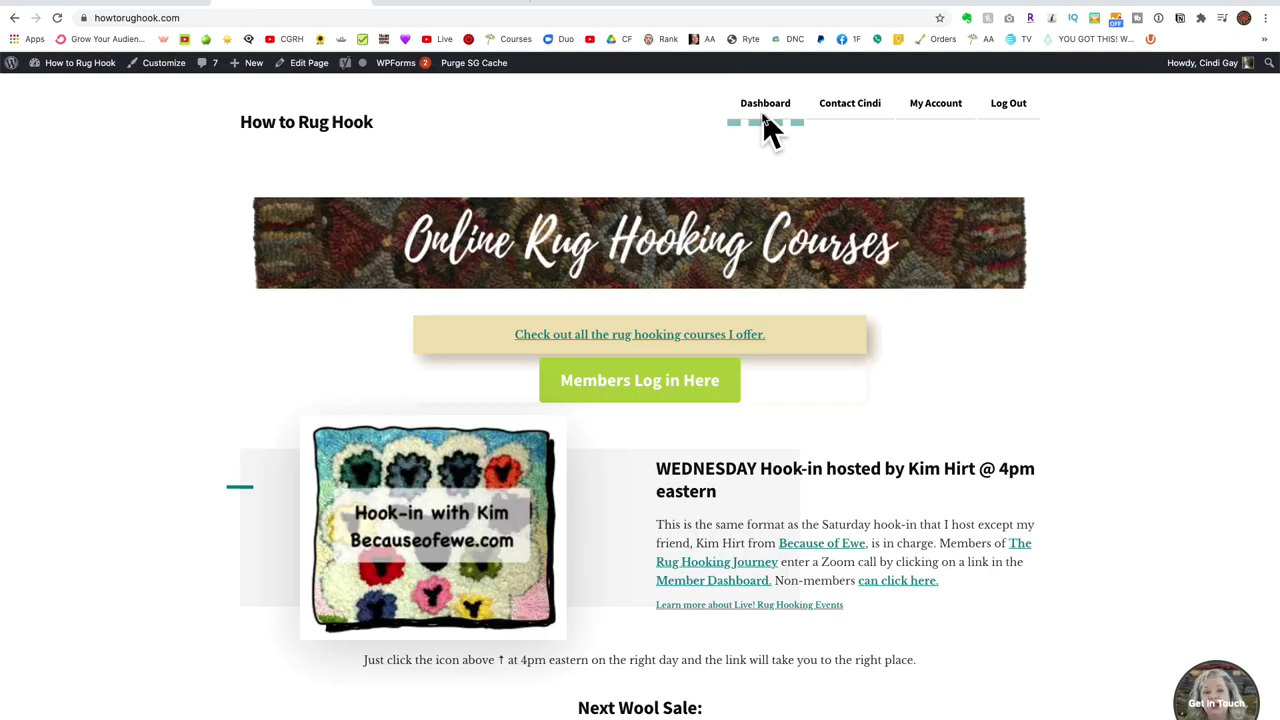 howtorughook.com
Apps
Grow Your Audien...
CGRH
Live
Courses
Duo
CF
Rank
AA
Ryte
DNC
1F
Orders
AA
TV
YOU GOT THIS! W...
»
How to Rug Hook
Customize
7
New
Edit Page
WPForms 2
Purge SG Cache
Howdy, Cindi Gay
Dashboard
Contact Cindi
My Account
Log Out
How to Rug Hook
Online Rug Hooking Courses
Check out all the rug hooking courses I offer.
Members Log in Here
Hook-in with Kim
Becauseofewe.com
WEDNESDAY Hook-in hosted by Kim Hirt @ 4pm
eastern
This is the same format as the Saturday hook-in that I host except my
friend, Kim Hirt from Because of Ewe, is in charge. Members of The
Rug Hooking Journey enter a Zoom call by clicking on a link in the
Member Dashboard. Non-members can click here.
Learn more about Live! Rug Hooking Events
Just click the icon above ↑ at 4pm eastern on the right day and the link will take you to the right place.
Next Wool Sale:
Get In Touch